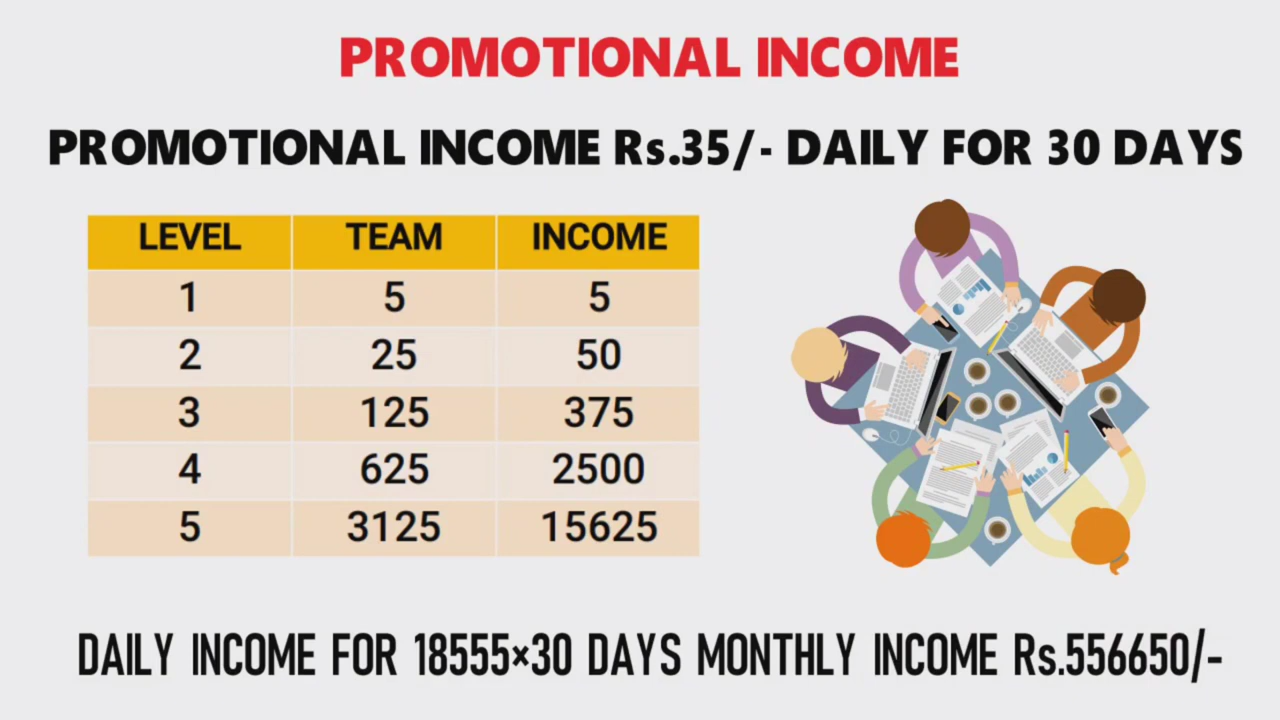 PROMOTIONAL INCOME
PROMOTIONAL INCOME Rs.35/- DAILY FOR 30 DAYS
LEVEL TEAM INCOME
1 5 5
2 25 50
3 125 375
4 625 2500
5 3125 15625
DAILY INCOME FOR 18555×30 DAYS MONTHLY INCOME Rs.556650/-